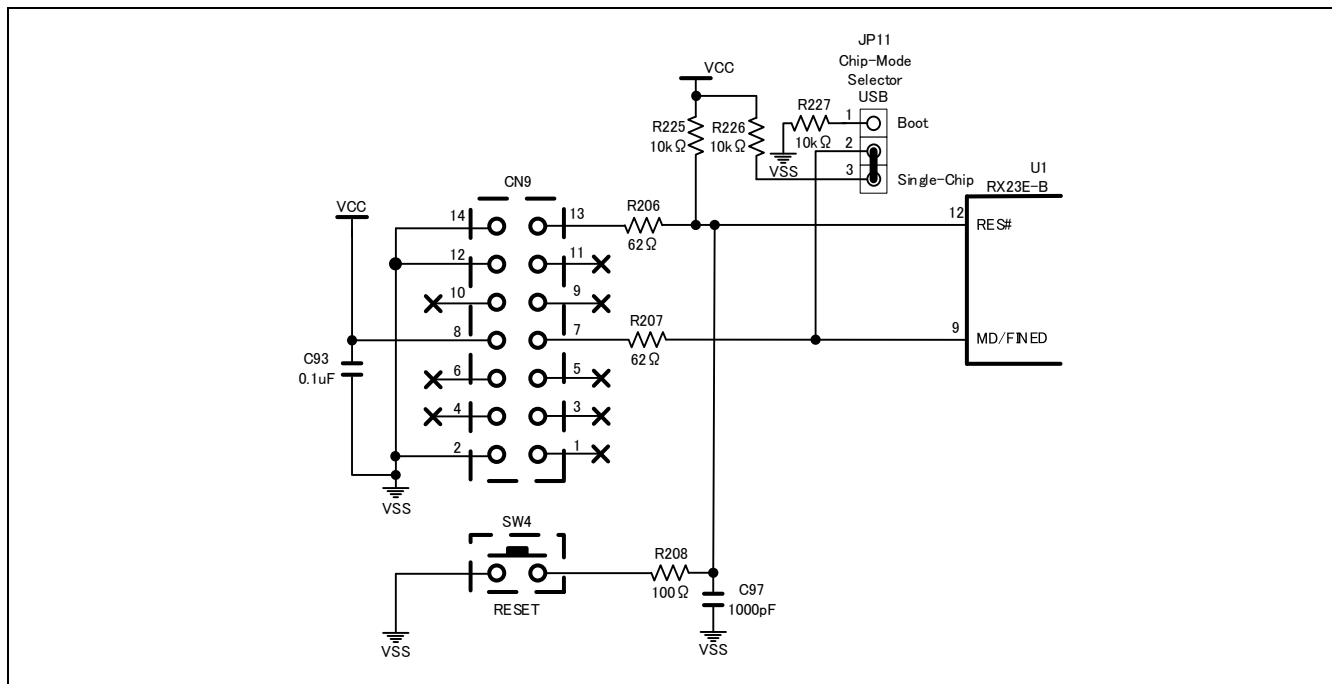 JP11
Chip-Mode
Selector
USB
VCC
R225
10kΩ
R226
10kΩ
R227
10kΩ
VSS
1
Boot
2
3
Single-Chip
U1
RX23E-B
CN9
VCC
14
13
R206
62Ω
12
RES#
12
11
10
9
8
7
R207
62Ω
9
MD/FINED
C93
0.1uF
6
5
4
3
2
1
VSS
SW4
R208
100Ω
C97
1000pF
RESET
VSS
VSS